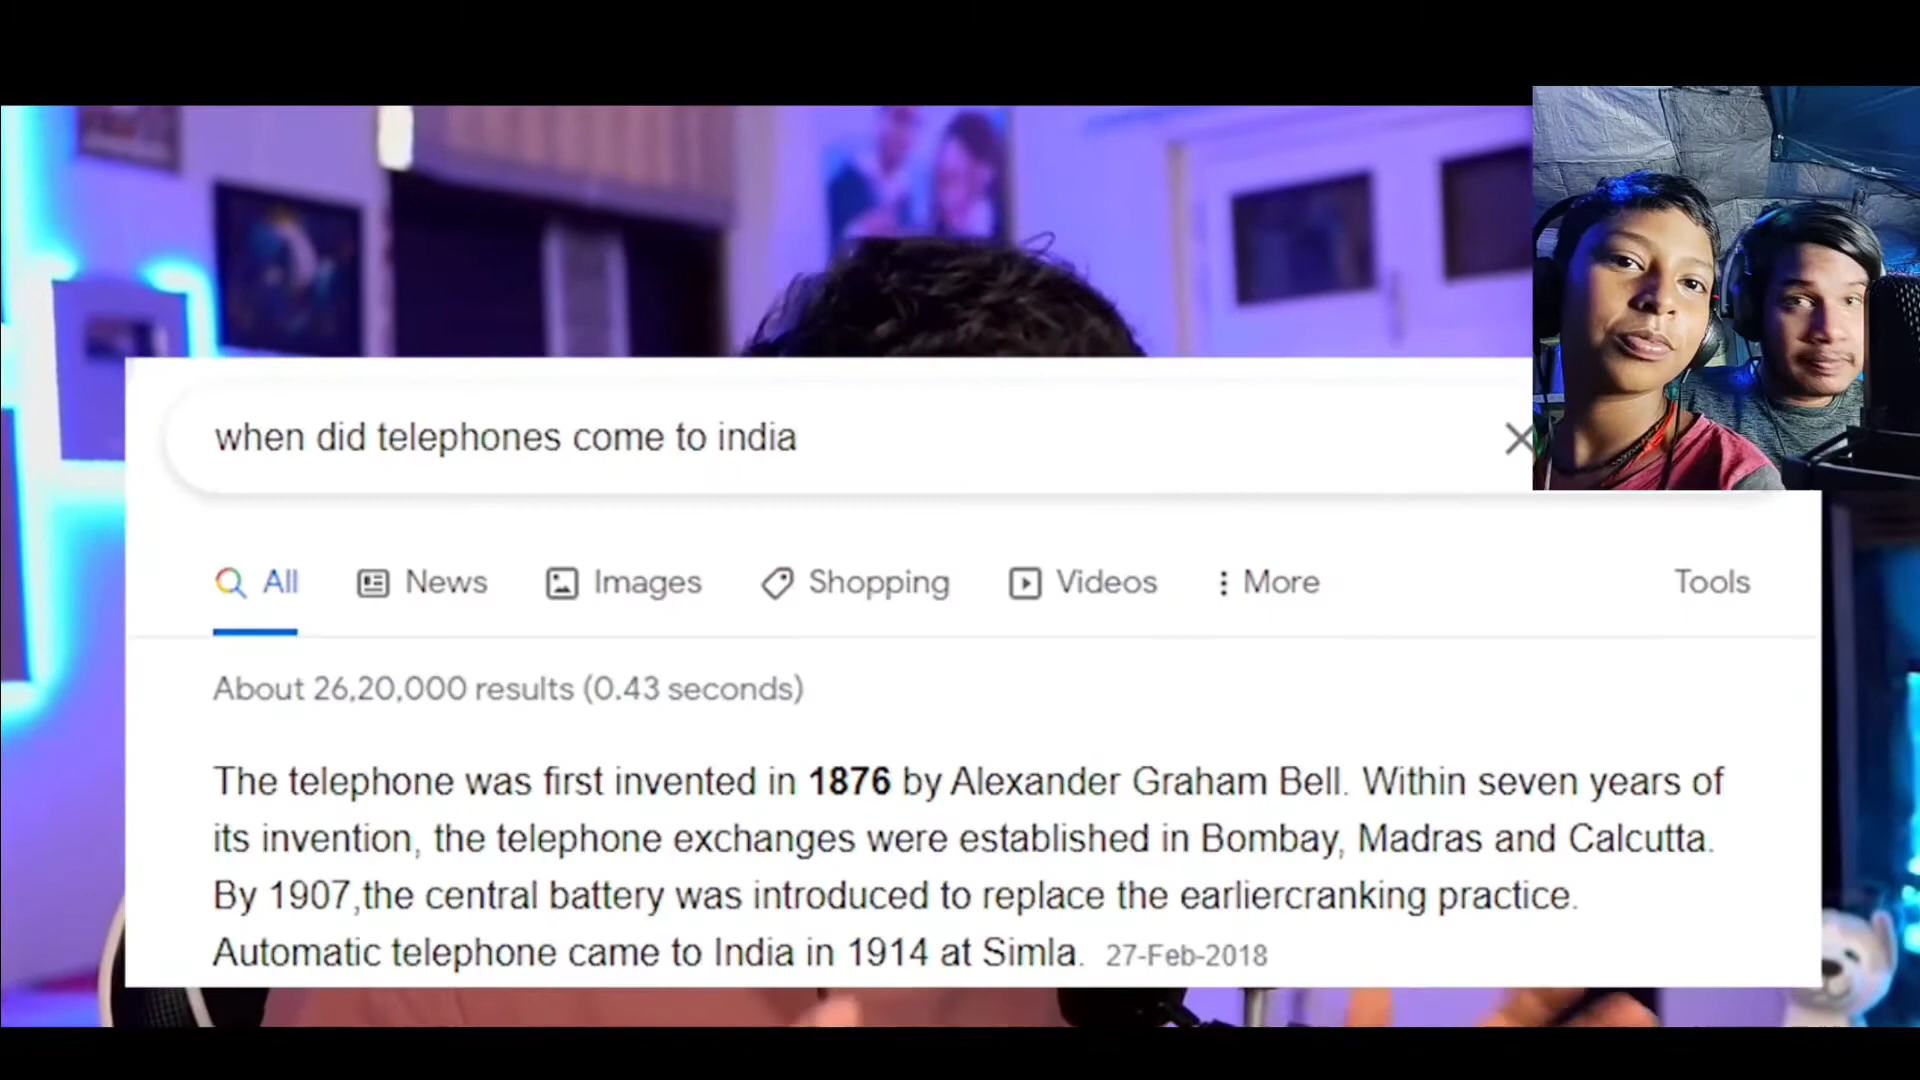 when did telephones come to india
All News Images Shopping Videos More Tools
About 26,20,000 results (0.43 seconds)
The telephone was first invented in 1876 by Alexander Graham Bell. Within seven years of
its invention, the telephone exchanges were established in Bombay, Madras and Calcutta.
By 1907,the central battery was introduced to replace the earliercranking practice.
Automatic telephone came to India in 1914 at Simla. 27-Feb-2018